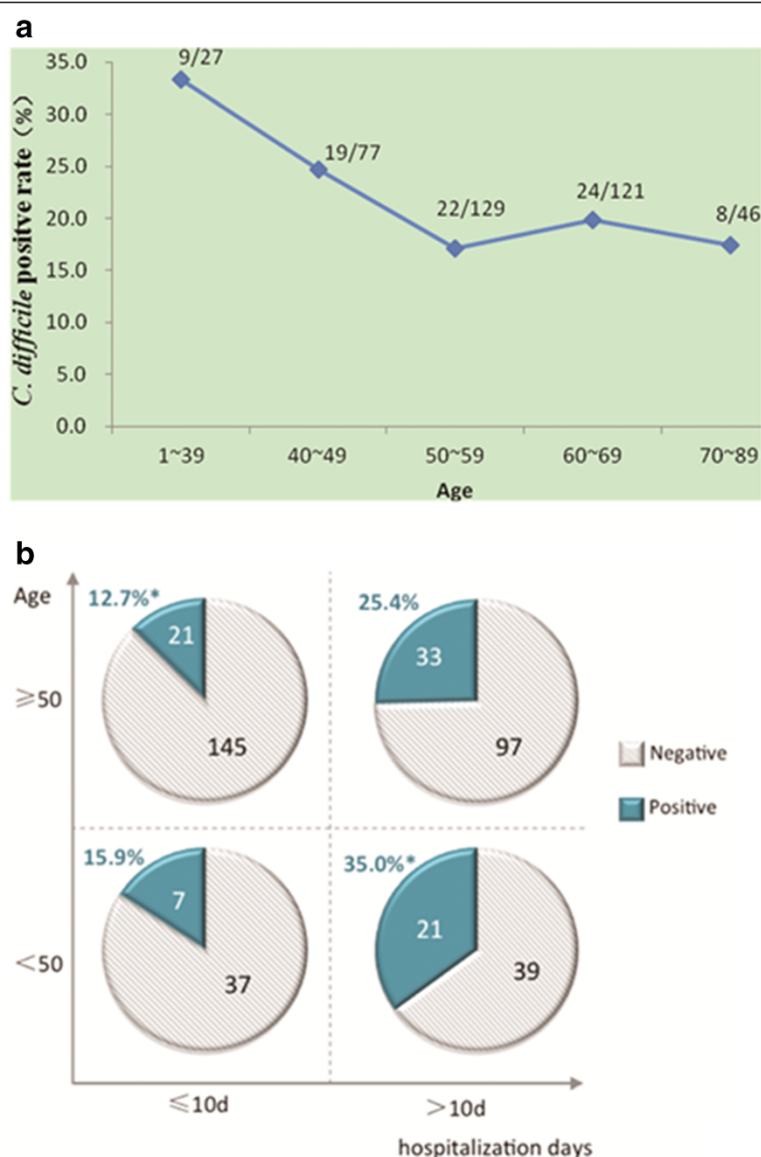 a
35.0
30.0
25.0
20.0
15.0
10.0
5.0
0.0
C. difficile positve rate (%)
9/27
19/77
22/129
24/121
8/46
1~39 40~49 50~59 60~69 70~89
Age
b
Age
12.7%* 25.4%
21 33
≥50
145 97
Negative
Positive
15.9% 35.0%*
7 21
<50
37 39
≤10d >10d
hospitalization days